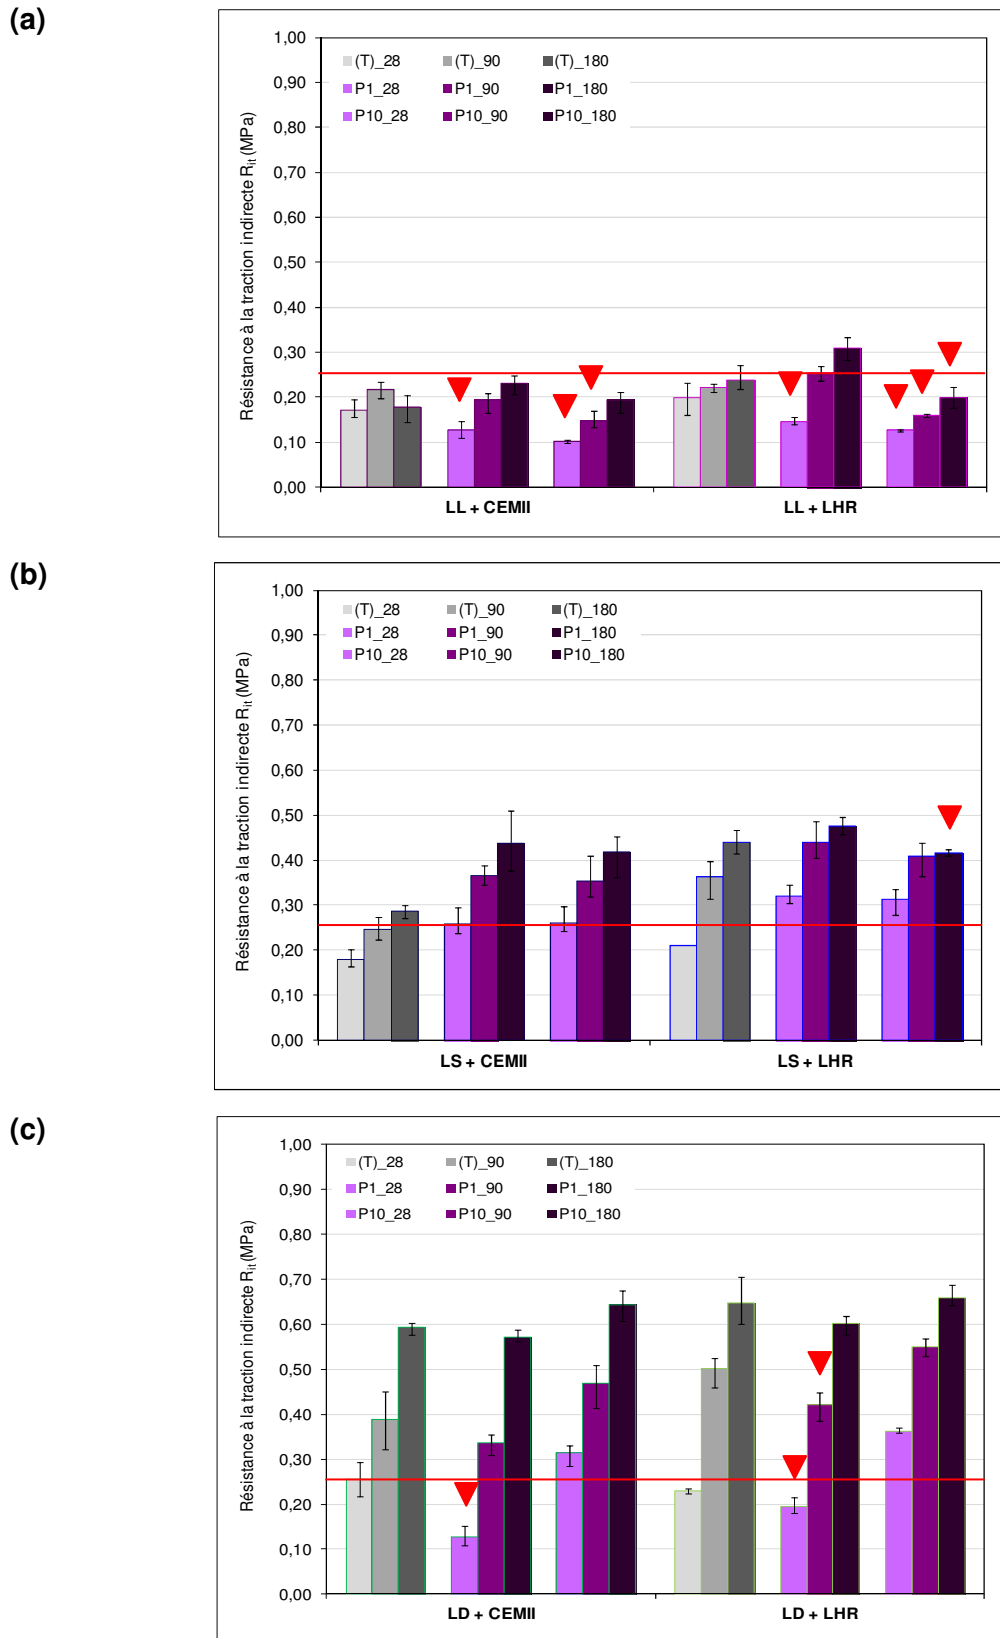 (a)
Résistance à la traction indirecte Rit (MPa)
1,00
0,90
0,80
0,70
0,60
0,50
0,40
0,30
0,20
0,10
0,00
(T)_28 (T)_90 (T)_180
P1_28 P1_90 P1_180
P10_28 P10_90 P10_180
LL + CEMII LL + LHR
(b)
Résistance à la traction indirecte Rit (MPa)
1,00
0,90
0,80
0,70
0,60
0,50
0,40
0,30
0,20
0,10
0,00
(T)_28 (T)_90 (T)_180
P1_28 P1_90 P1_180
P10_28 P10_90 P10_180
LS + CEMII LS + LHR
(c)
Résistance à la traction indirecte Rit (MPa)
1,00
0,90
0,80
0,70
0,60
0,50
0,40
0,30
0,20
0,10
0,00
(T)_28 (T)_90 (T)_180
P1_28 P1_90 P1_180
P10_28 P10_90 P10_180
LD + CEMII LD + LHR